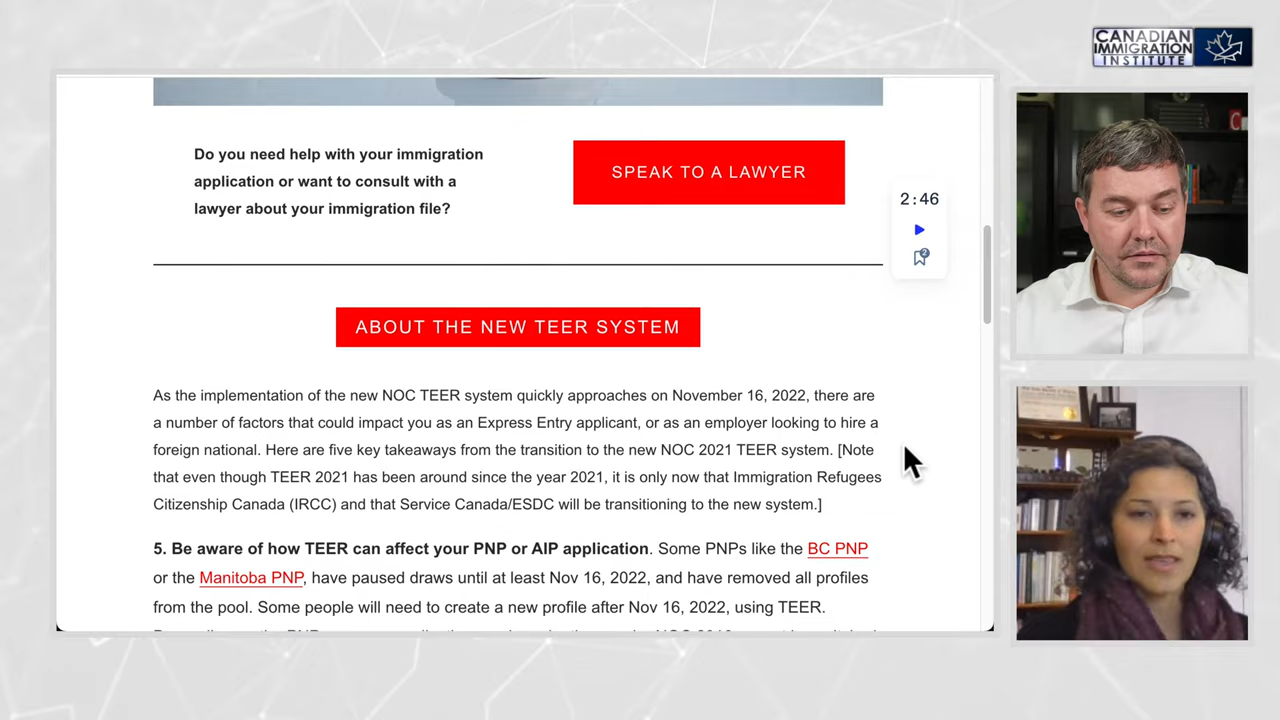 CANADIAN
IMMIGRATION
INSTITUTE
Do you need help with your immigration
application or want to consult with a
lawyer about your immigration file?
SPEAK TO A LAWYER
2:46
2
ABOUT THE NEW TEER SYSTEM
As the implementation of the new NOC TEER system quickly approaches on November 16, 2022, there are
a number of factors that could impact you as an Express Entry applicant, or as an employer looking to hire a
foreign national. Here are five key takeaways from the transition to the new NOC 2021 TEER system. [Note
that even though TEER 2021 has been around since the year 2021, it is only now that Immigration Refugees
Citizenship Canada (IRCC) and that Service Canada/ESDC will be transitioning to the new system.]
5. Be aware of how TEER can affect your PNP or AIP application. Some PNPs like the BC PNP
or the Manitoba PNP, have paused draws until at least Nov 16, 2022, and have removed all profiles
from the pool. Some people will need to create a new profile after Nov 16, 2022, using TEER.